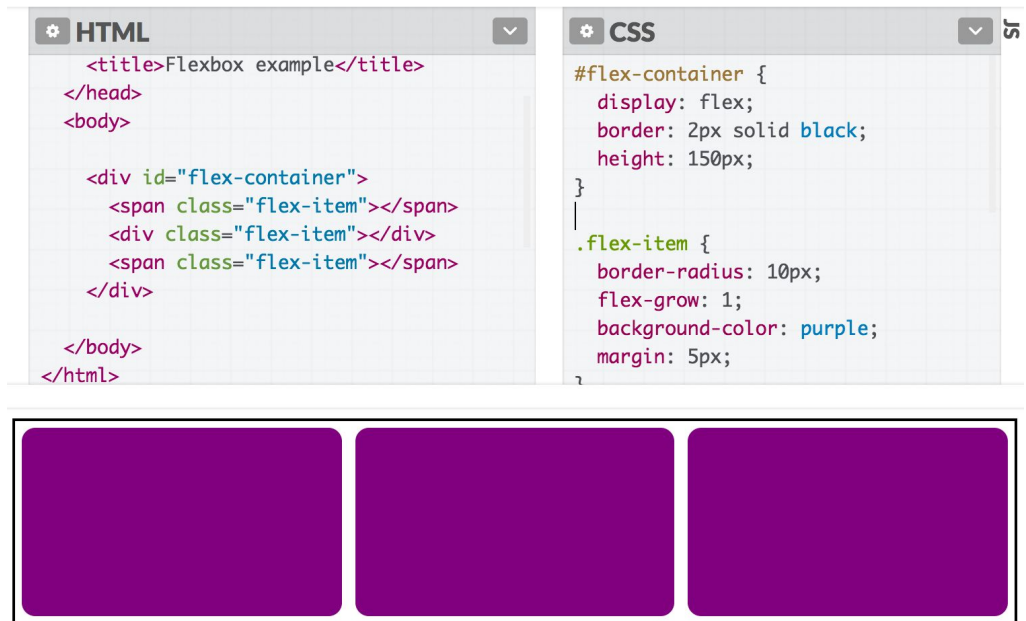 HTML
<title>Flexbox example</title>
</head>
<body>
<div id="flex-container">
<span class="flex-item"></span>
<div class="flex-item"></div>
<span class="flex-item"></span>
</div>
</body>
</html>
CSS
#flex-container {
display: flex;
border: 2px solid black;
height: 150px;
}
.flex-item {
border-radius: 10px;
flex-grow: 1;
background-color: purple;
margin: 5px;
}
JS